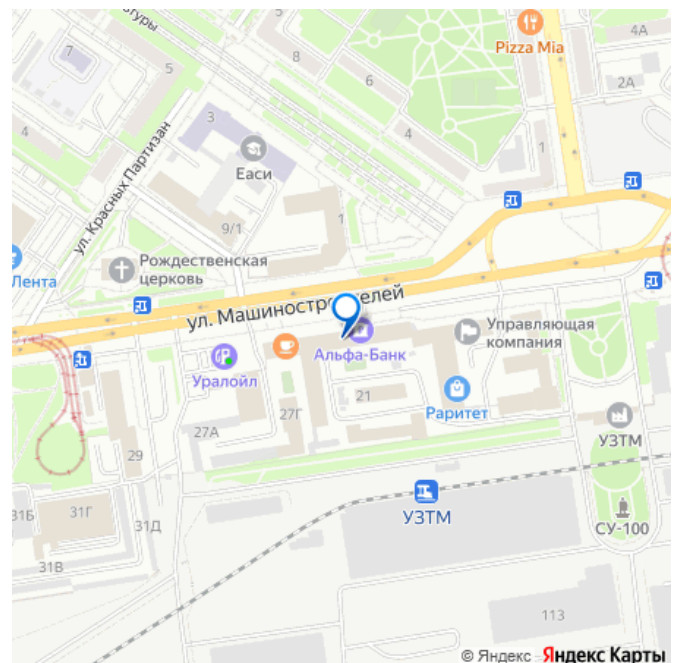 Pizza Mia
4А
2А
7
5
8
6
4
3
4
1
Еаси
ул. Красных Партизан
9/1
1
Рождественская
церковь
Лента
ул. Машиностроителей
Управляющая
компания
Альфа-Банк
Уралойл
21
Раритет
27Г
27А
УЗТМ
29
УЗТМ
31Б
31Г
31Д
СУ-100
31В
113
© Яндекс Яндекс Карты